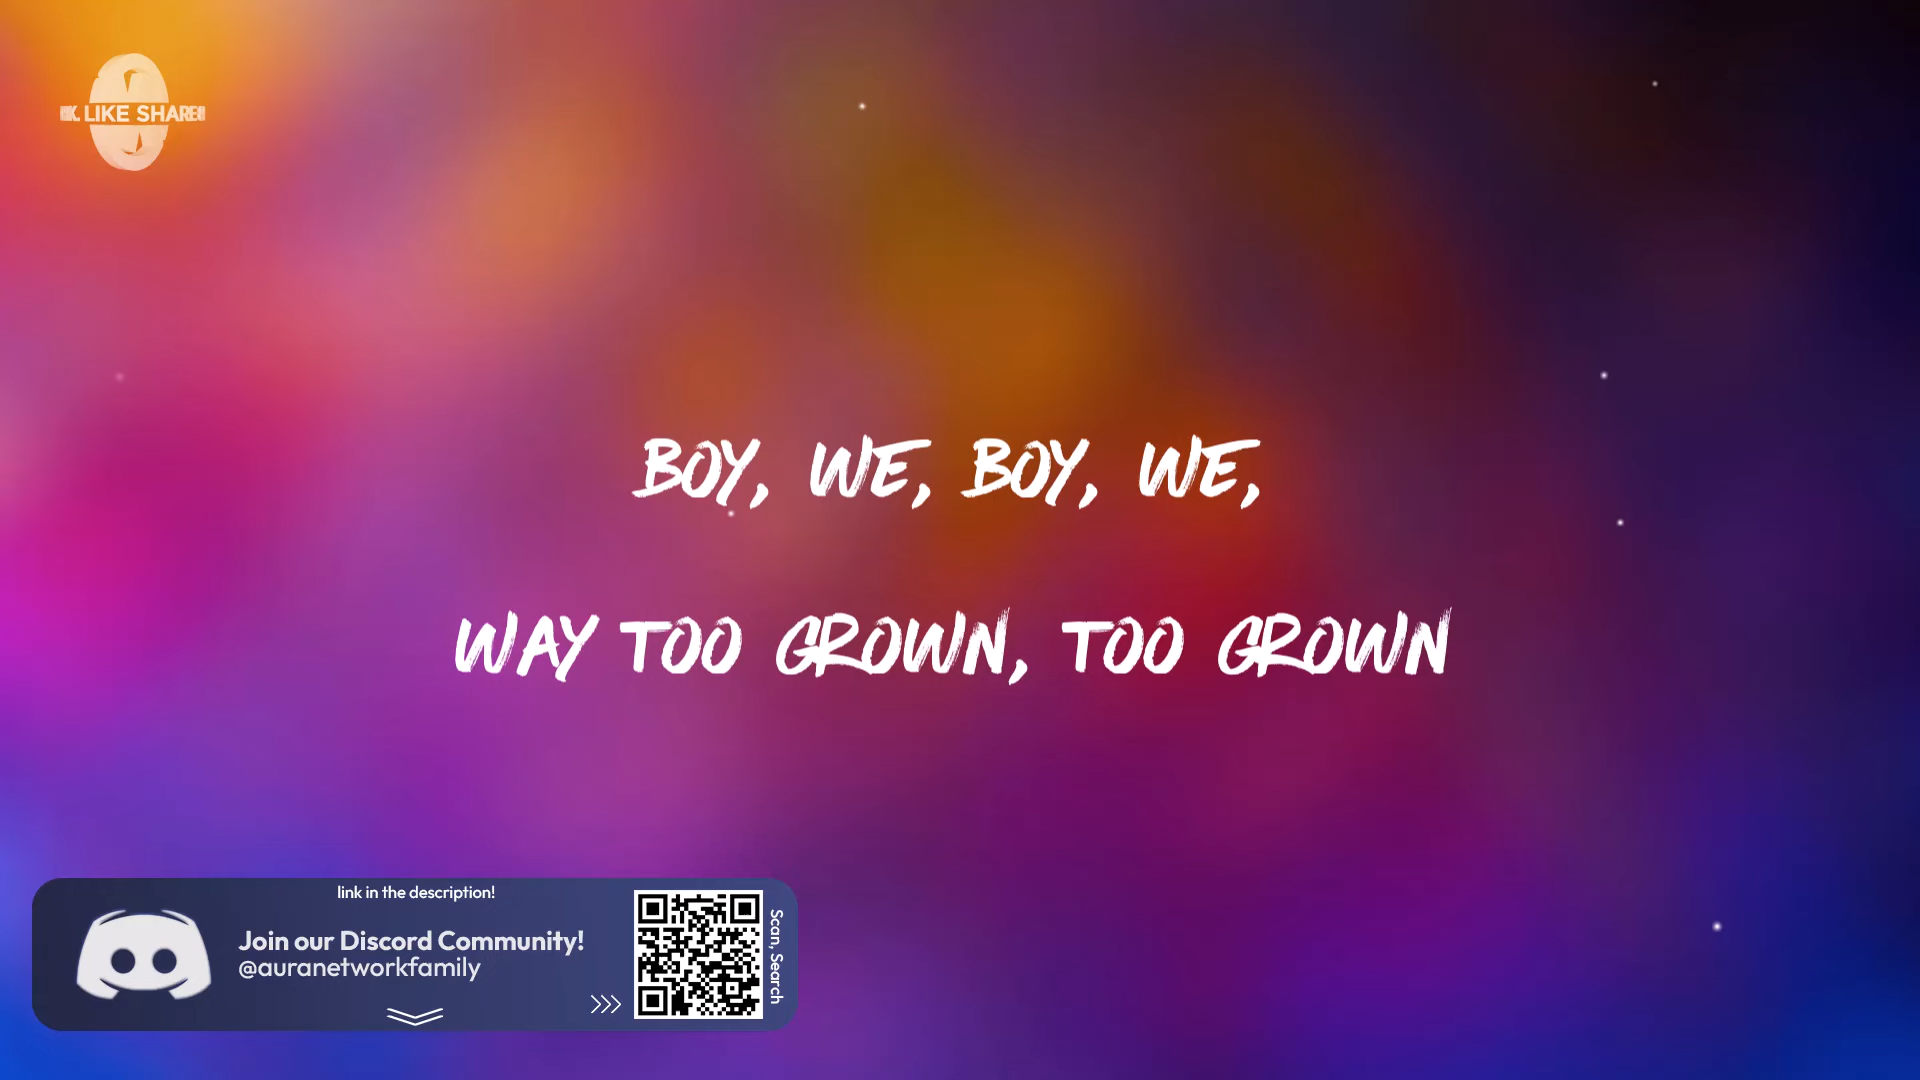 LIKE SHARE
BOY, WE, BOY, WE,
WAY TOO GROWN, TOO GROWN
link in the description!
Join our Discord Community!
@auranetworkfamily
Scan, Search